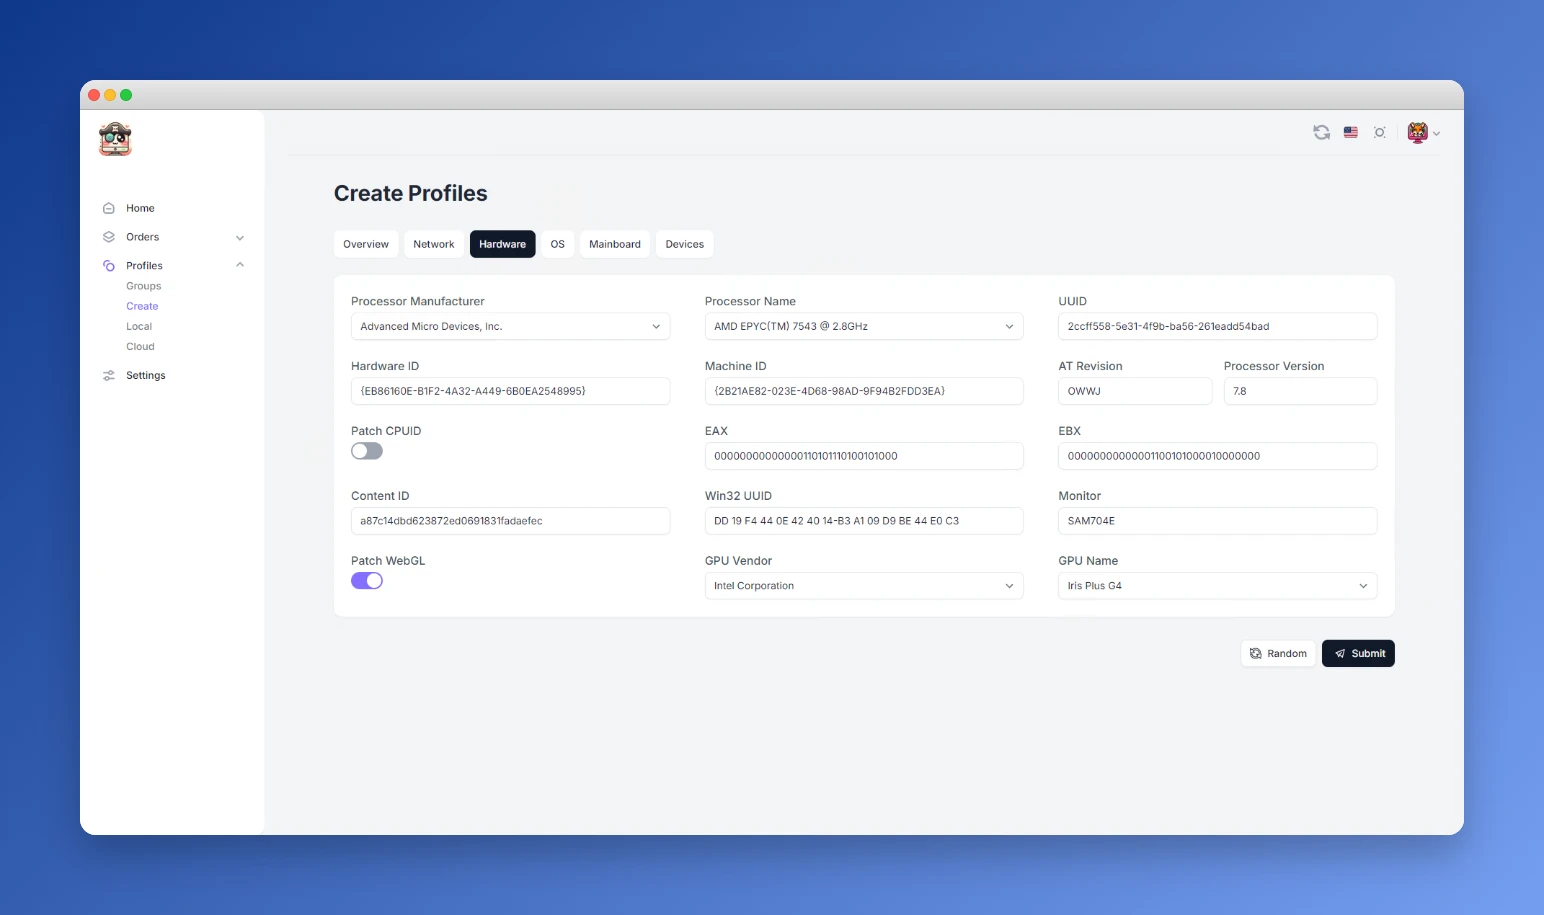 Home
Orders
Profiles
Groups
Create
Local
Cloud
Settings
Create Profiles
Overview Network Hardware OS Mainboard Devices
Processor Manufacturer Processor Name UUID
Advanced Micro Devices, Inc. AMD EPYC(TM) 7543 @ 2.8GHz 2ccff558-5e31-4f9b-ba56-261eadd54bad
Hardware ID Machine ID AT Revision Processor Version
{EB86160E-B1F2-4A32-A449-6B0EA2548995} {2B21AE82-023E-4D68-98AD-9F94B2FDD3EA} OWWJ 7.8
Patch CPUID EAX EBX
00000000000000110101110100101000 00000000000001100101000010000000
Content ID Win32 UUID Monitor
a87c14dbd623872ed0691831fadaefec DD 19 F4 44 0E 42 40 14-B3 A1 09 D9 BE 44 E0 C3 SAM704E
Patch WebGL GPU Vendor GPU Name
Intel Corporation Iris Plus G4
Random Submit